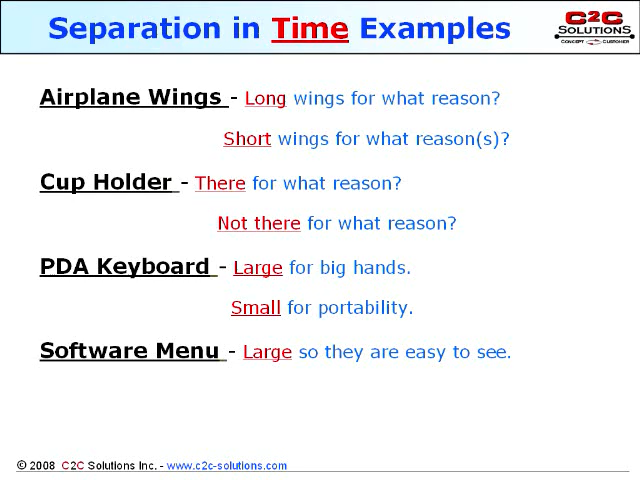 Separation in Time Examples
C2C
SOLUTIONS
CONCEPT CUSTOMER
Airplane Wings - Long wings for what reason?
Short wings for what reason(s)?
Cup Holder - There for what reason?
Not there for what reason?
PDA Keyboard - Large for big hands.
Small for portability.
Software Menu - Large so they are easy to see.
© 2008 C2C Solutions Inc. - www.c2c-solutions.com